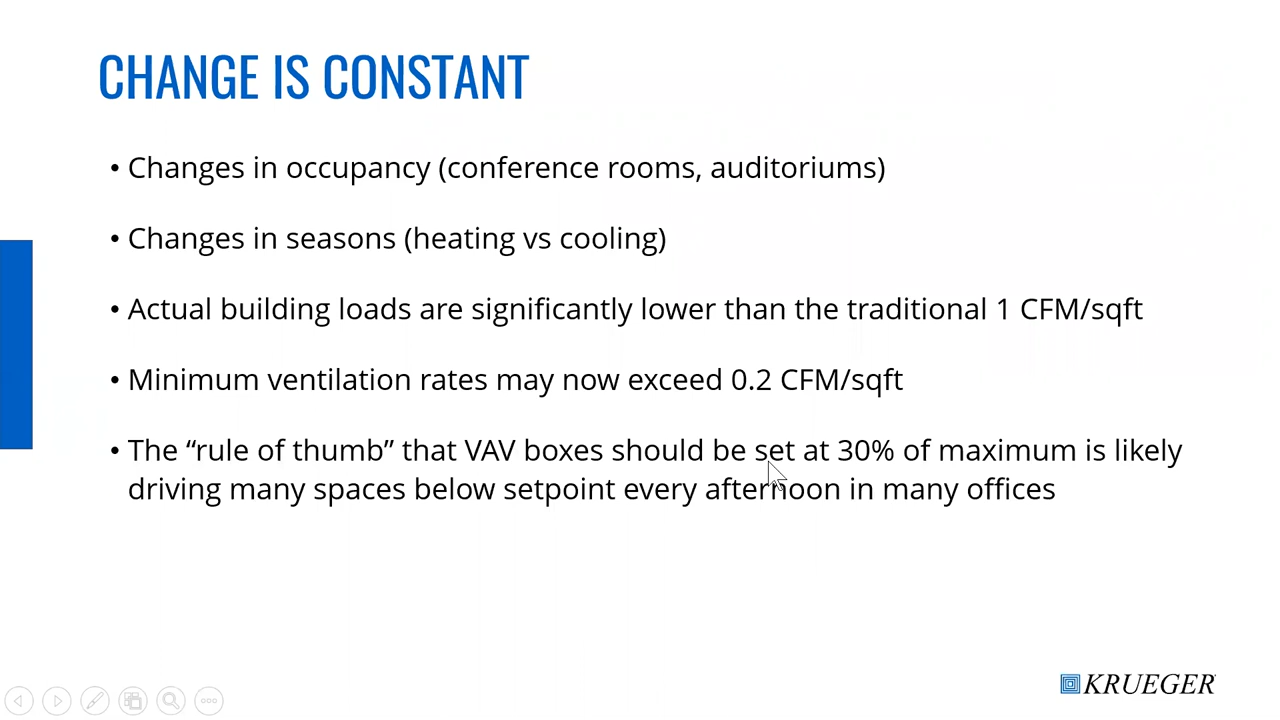 CHANGE IS CONSTANT
• Changes in occupancy (conference rooms, auditoriums)
• Changes in seasons (heating vs cooling)
• Actual building loads are significantly lower than the traditional 1 CFM/sqft
• Minimum ventilation rates may now exceed 0.2 CFM/sqft
• The “rule of thumb” that VAV boxes should be set at 30% of maximum is likely
driving many spaces below setpoint every afternoon in many offices
KRUEGER